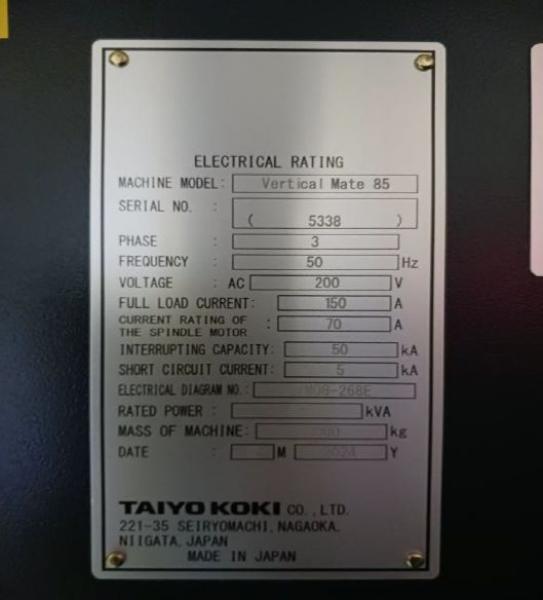 ELECTRICAL RATING
MACHINE MODEL: Vertical Mate 85
SERIAL NO. : ( 5338 )
PHASE : 3
FREQUENCY : 50 Hz
VOLTAGE : AC 200 V
FULL LOAD CURRENT: 150 A
CURRENT RATING OF
THE SPINDLE MOTOR : 70 A
INTERRUPTING CAPACITY: 50 kA
SHORT CIRCUIT CURRENT: 5 kA
ELECTRICAL DIAGRAM NO.:
RATED POWER : kVA
MASS OF MACHINE: kg
DATE : M 2024 Y
TAIYO KOKI CO.,LTD.
221-35 SEIRYOMACHI, NAGAOKA,
NIIGATA, JAPAN
MADE IN JAPAN